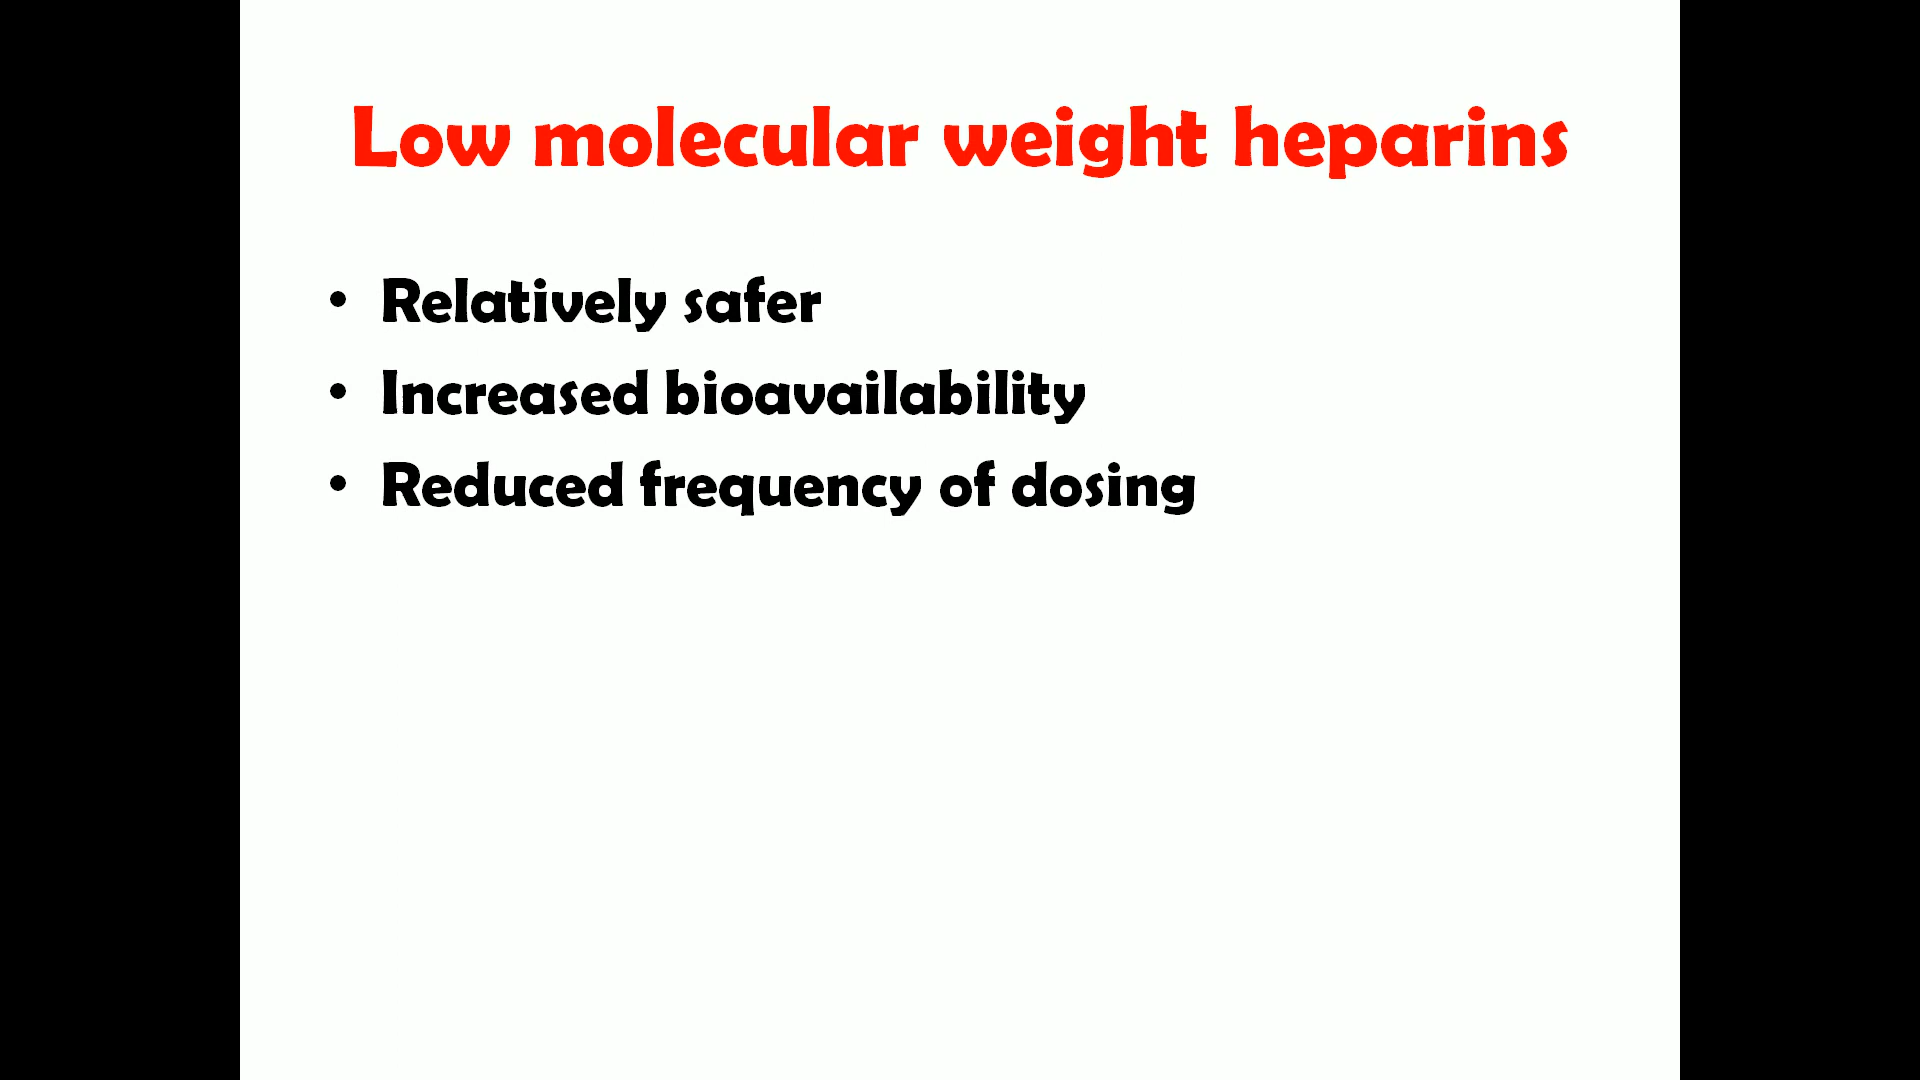 Low molecular weight heparins
• Relatively safer
• Increased bioavailability
• Reduced frequency of dosing